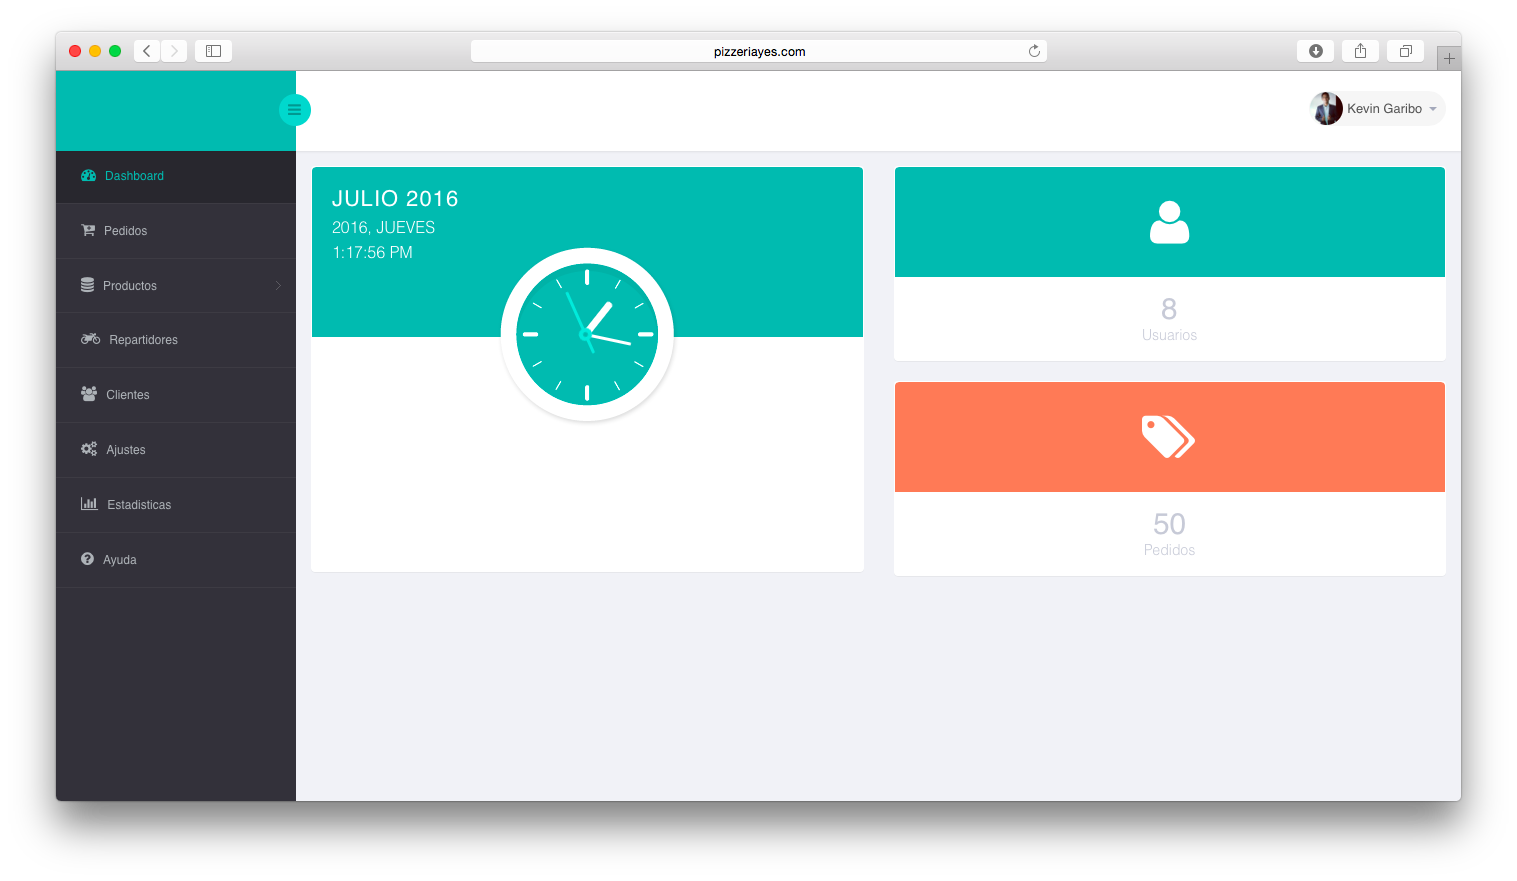 pizzeriayes.com
Kevin Garibo
Dashboard
Pedidos
Productos
Repartidores
Clientes
Ajustes
Estadisticas
Ayuda
JULIO 2016
2016, JUEVES
1:17:56 PM
8
Usuarios
50
Pedidos